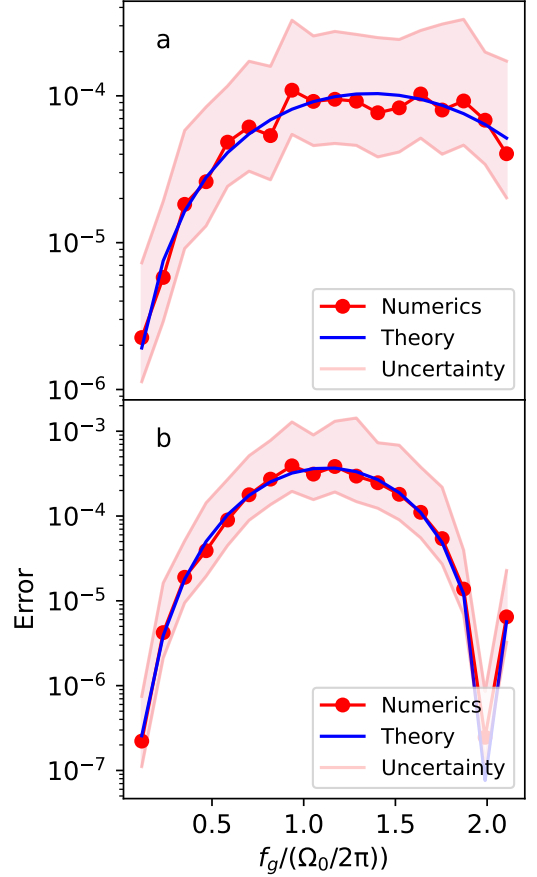 a
10⁻⁴
10⁻⁵
10⁻⁶
Numerics
Theory
Uncertainty
b
10⁻³
10⁻⁴
10⁻⁵
10⁻⁶
10⁻⁷
Error
Numerics
Theory
Uncertainty
0.5 1.0 1.5 2.0
f_g/(Ω₀/2π))